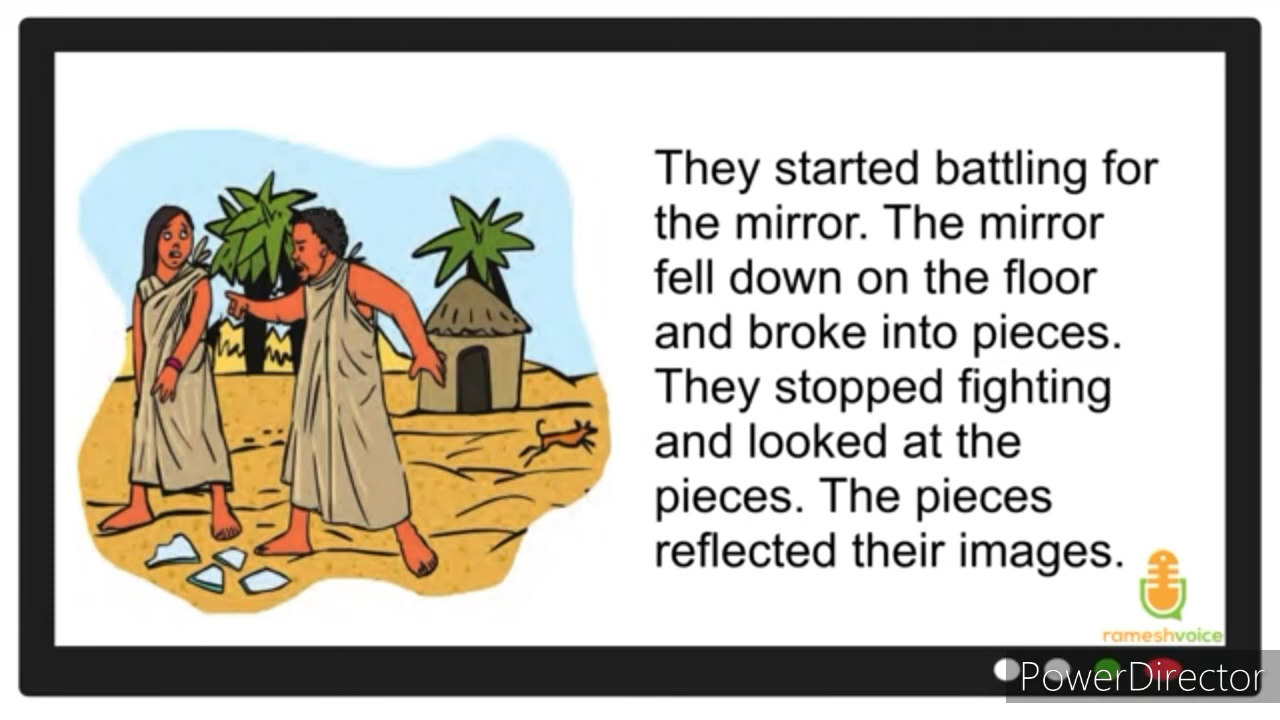 They started battling for
the mirror. The mirror
fell down on the floor
and broke into pieces.
They stopped fighting
and looked at the
pieces. The pieces
reflected their images.
rameshvoice
PowerDirector